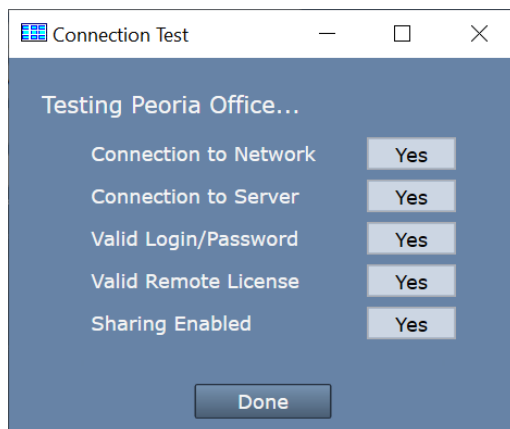 Connection Test
Testing Peoria Office...
Connection to Network Yes
Connection to Server Yes
Valid Login/Password Yes
Valid Remote License Yes
Sharing Enabled Yes
Done